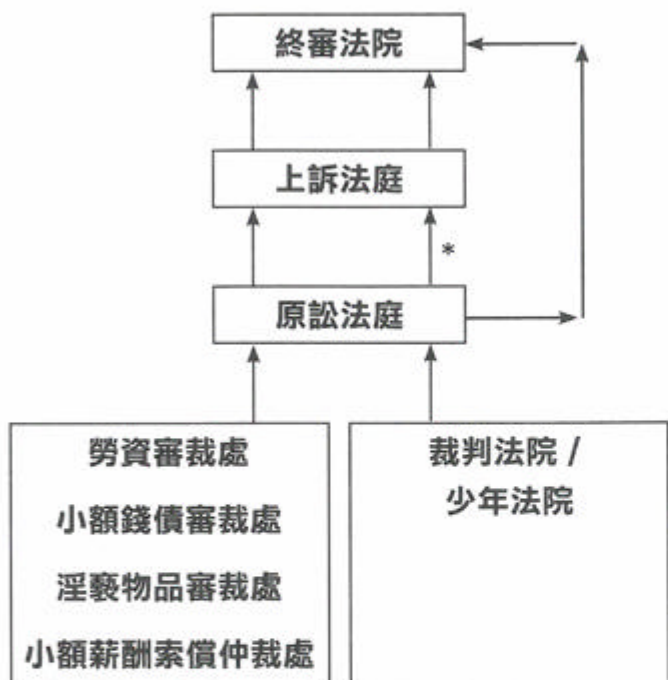 終審法院
上訴法庭
*
原訟法庭
勞資審裁處
小額錢債審裁處
淫褻物品審裁處
小額薪酬索償仲裁處
裁判法院 /
少年法院